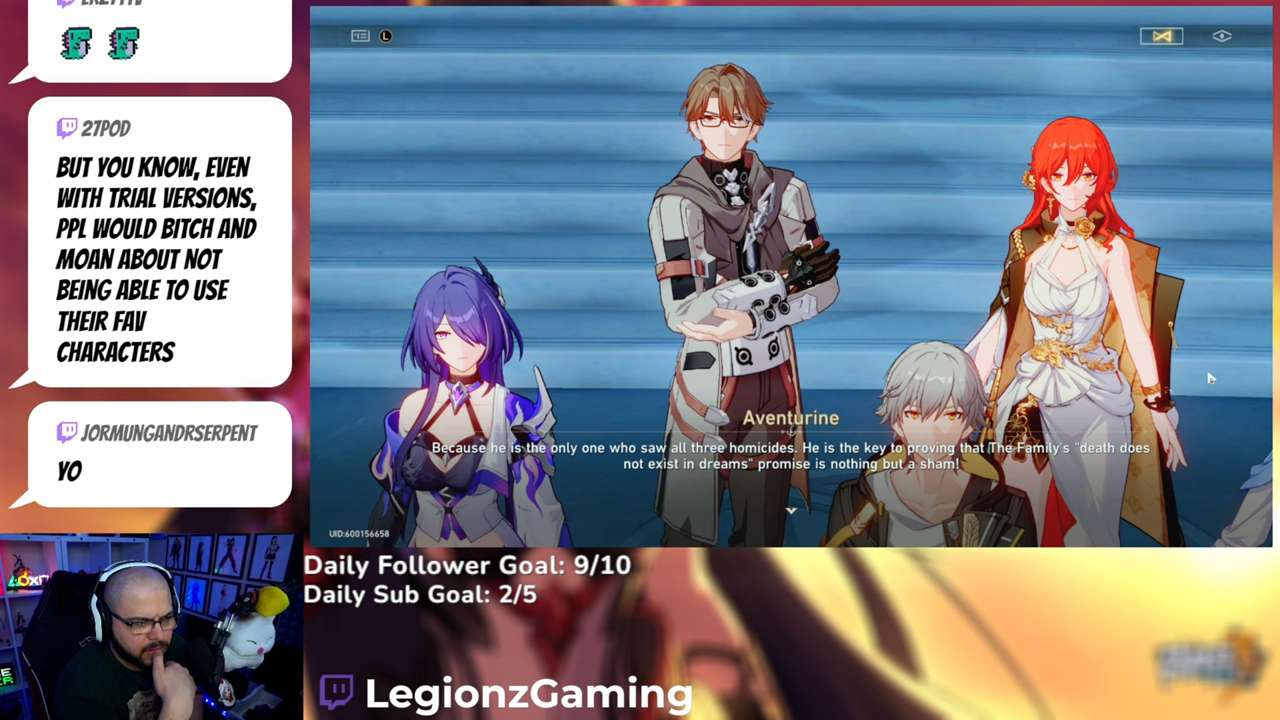 27POD
BUT YOU KNOW, EVEN
WITH TRIAL VERSIONS,
PPL WOULD BITCH AND
MOAN ABOUT NOT
BEING ABLE TO USE
THEIR FAV
CHARACTERS
JORMUNGANDRSERPENT
YO
L
Aventurine
Because he is the only one who saw all three homicides. He is the key to proving that The Family's "death does
not exist in dreams" promise is nothing but a sham!
UID:600156658
Daily Follower Goal: 9/10
Daily Sub Goal: 2/5
LegionzGaming